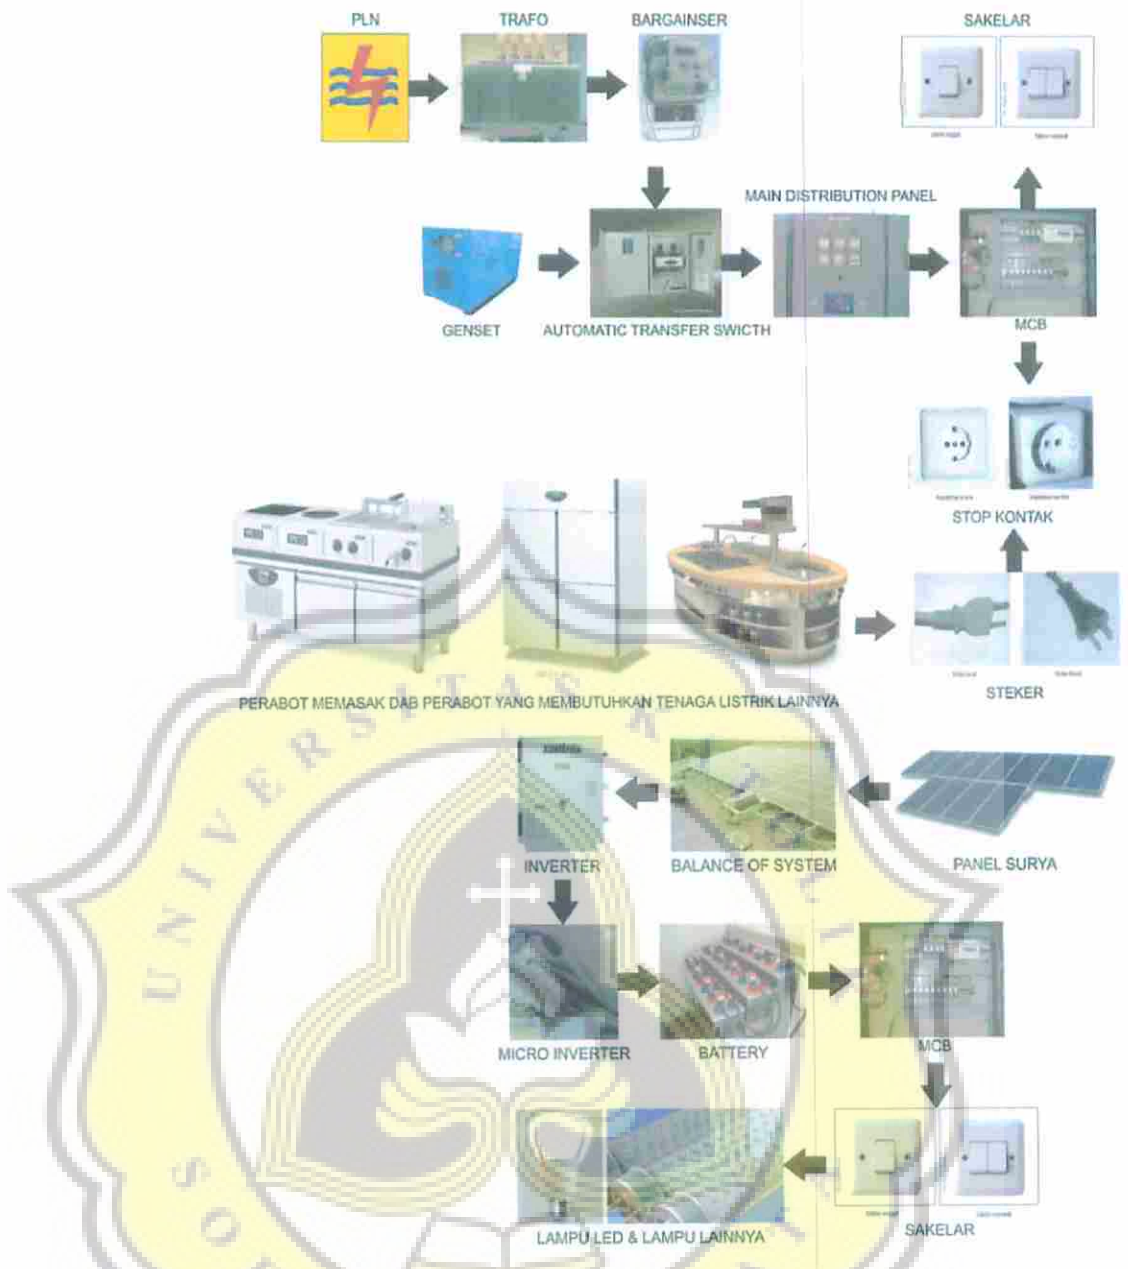 PLN
TRAFO
BARGAINSER
SAKELAR
MAIN DISTRIBUTION PANEL
GENSET
AUTOMATIC TRANSFER SWICTH
MCB
STOP KONTAK
STEKER
PERABOT MEMASAK DAB PERABOT YANG MEMBUTUHKAN TENAGA LISTRIK LAINNYA
INVERTER
BALANCE OF SYSTEM
PANEL SURYA
MICRO INVERTER
BATTERY
MCB
LAMPU LED & LAMPU LAINNYA
SAKELAR
UNIVERSITAS